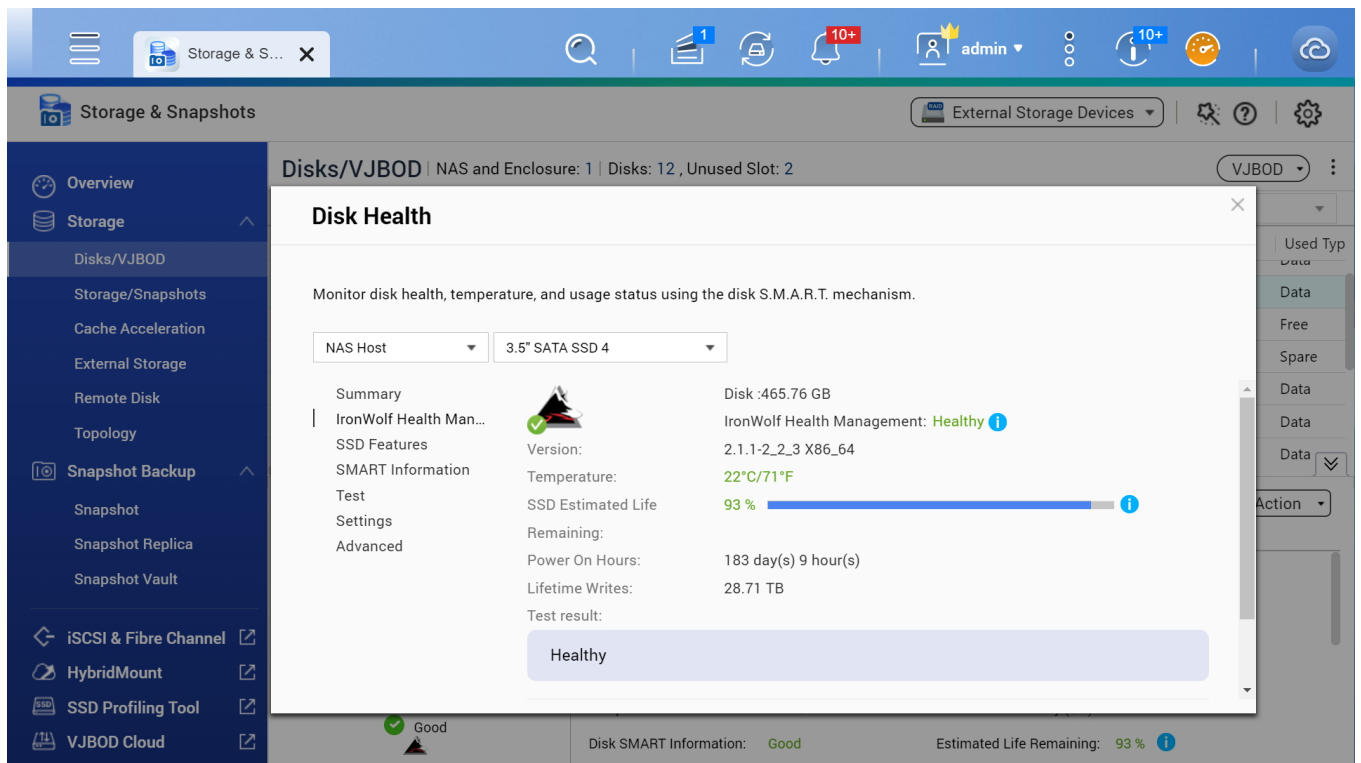 Storage & S...
1
10+
admin
10+
Storage & Snapshots
External Storage Devices
Overview
Storage
Disks/VJBOD
Storage/Snapshots
Cache Acceleration
External Storage
Remote Disk
Topology
Snapshot Backup
Snapshot
Snapshot Replica
Snapshot Vault
iSCSI & Fibre Channel
HybridMount
SSD Profiling Tool
VJBOD Cloud
Disks/VJBOD | NAS and Enclosure: 1 | Disks: 12 , Unused Slot: 2
VJBOD
Disk Health
Monitor disk health, temperature, and usage status using the disk S.M.A.R.T. mechanism.
NAS Host
3.5" SATA SSD 4
Summary
IronWolf Health Man...
SSD Features
SMART Information
Test
Settings
Advanced
Disk :465.76 GB
IronWolf Health Management: Healthy
Version: 2.1.1-2_2_3 X86_64
Temperature: 22°C/71°F
SSD Estimated Life 93 %
Remaining:
Power On Hours: 183 day(s) 9 hour(s)
Lifetime Writes: 28.71 TB
Test result:
Healthy
Used Typ
Data
Data
Free
Spare
Data
Data
Data
Action
Good
Disk SMART Information: Good
Estimated Life Remaining: 93 %